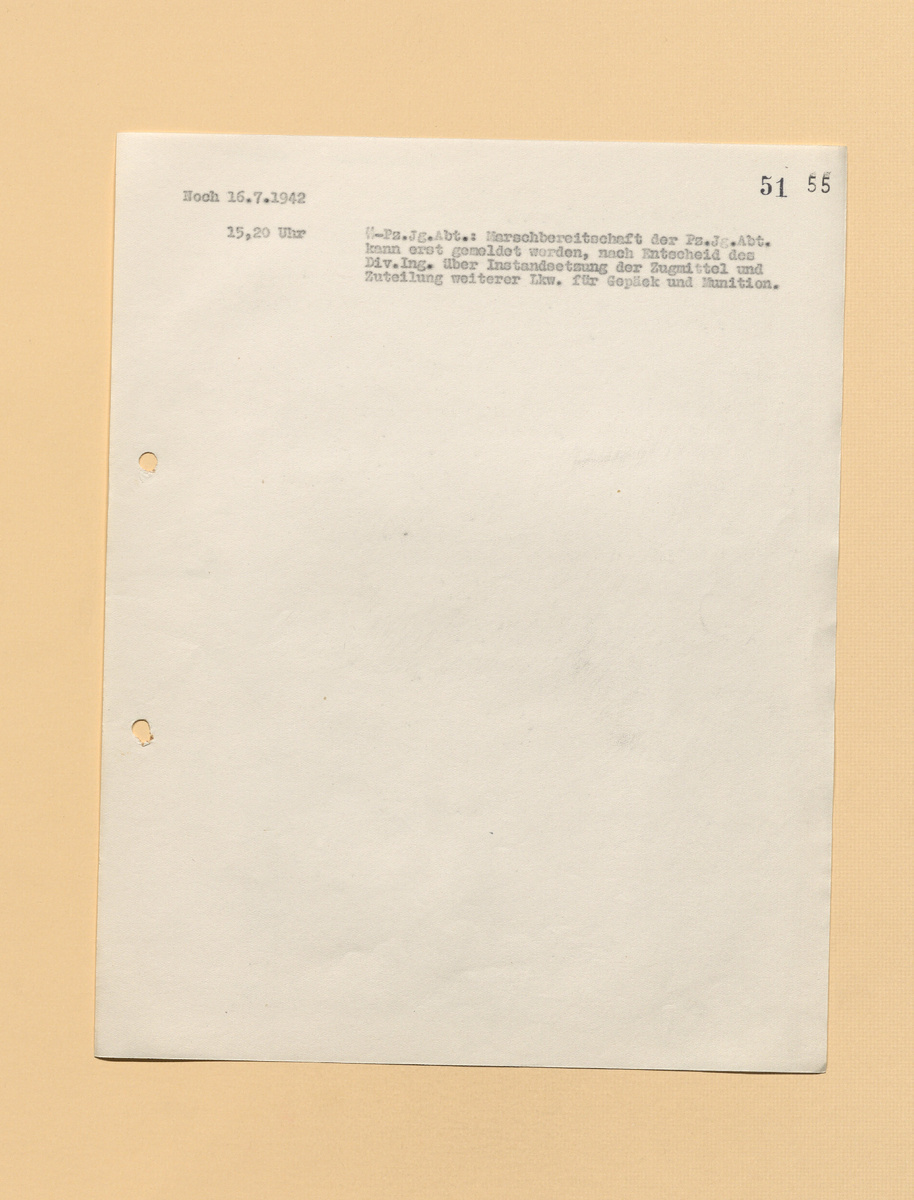 51 55
Noch 16.7.1942
15,20 Uhr
-Pz.Jg.Abt.: Marschbereitschaft der Pz.Jg.Abt.
kann erst gemeldet werden, nach Entscheid des
Div.Ing. über Instandsetzung der Zugmittel und
Zuteilung weiterer Lkw. für Gepäck und Munition.